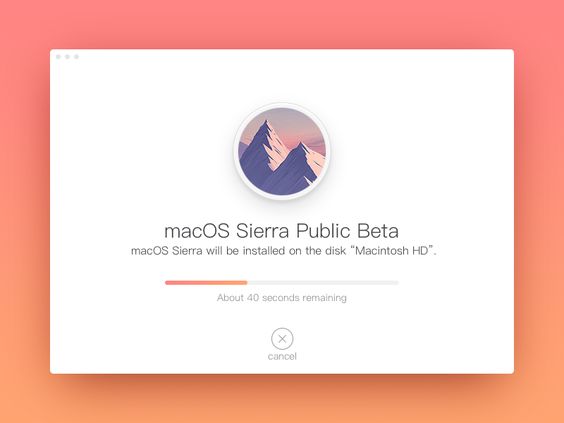 macOS Sierra Public Beta
macOS Sierra will be installed on the disk “Macintosh HD”.
About 40 seconds remaining
cancel